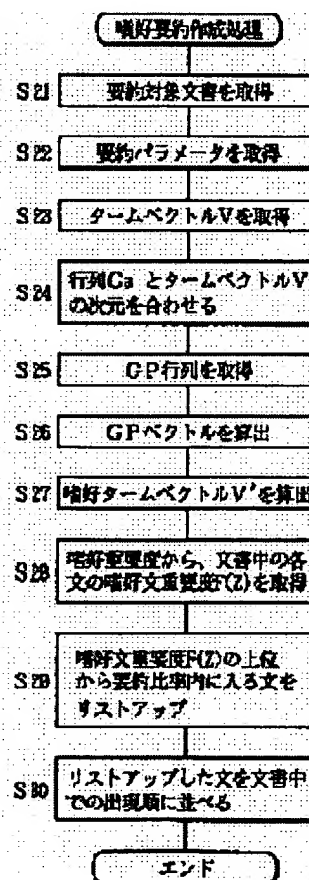 嗜好要約作成処理
S21 要約対象文書を取得
S22 要約パラメータを取得
S23 タームベクトルVを取得
S24 行列Ca とタームベクトルV
の次元を合わせる
S25 GP行列を取得
S26 GPベクトルを算出
S27 嗜好タームベクトルV'を算出
S28 嗜好重要度から、文書中の各
文の嗜好文重要度F(Z)を取得
S29 嗜好文重要度F(Z)の上位
から要約比率内に入る文を
リストアップ
S30 リストアップした文を文書中
での出現順に並べる
エンド